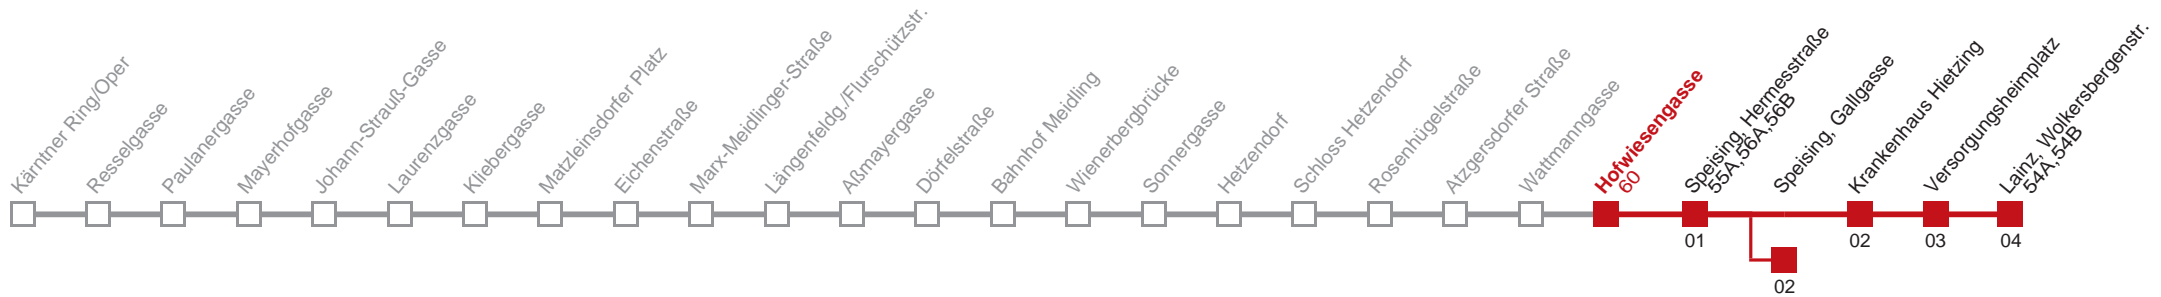 Kärntner Ring/Oper
Resselgasse
Paulanergasse
Mayerhofgasse
Johann-Strauß-Gasse
Laurenzgasse
Kliebergasse
Matzleinsdorfer Platz
Eichenstraße
Marx-Meidlinger-Straße
Längenfeldg./Flurschützstr.
Aßmayergasse
Dörfelstraße
Bahnhof Meidling
Wienerbergbrücke
Sonnergasse
Hetzendorf
Schloss Hetzendorf
Rosenhügelstraße
Atzgersdorfer Straße
Wattmanngasse
Hofwiesengasse
60
Speising, Hermesstraße
55A,56A,56B
Speising, Gallgasse
Krankenhaus Hietzing
Versorgungsheimplatz
Lainz, Wolkersbergenstr.
54A,54B
01
02
03
04
02